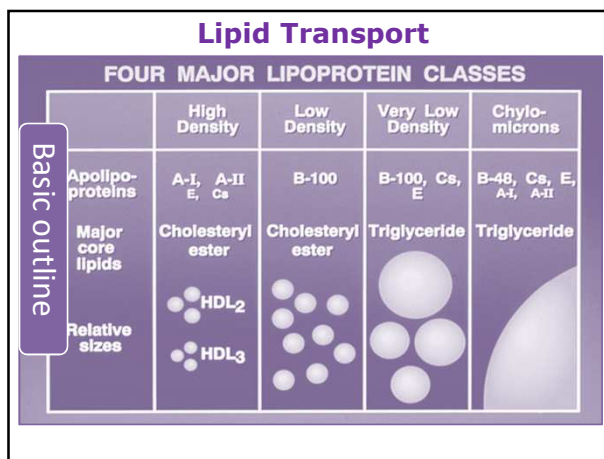 Lipid Transport
FOUR MAJOR LIPOPROTEIN CLASSES
High
Density
Low
Density
Very Low
Density
Chylo-
microns
Basic outline
Apolipo-
proteins
A-I, A-II
E, Cs
B-100
B-100, Cs,
E
B-48, Cs, E,
A-I, A-II
Major
core
lipids
Cholesteryl
ester
Cholesteryl
ester
Triglyceride
Triglyceride
Relative
sizes
HDL₂
HDL₃